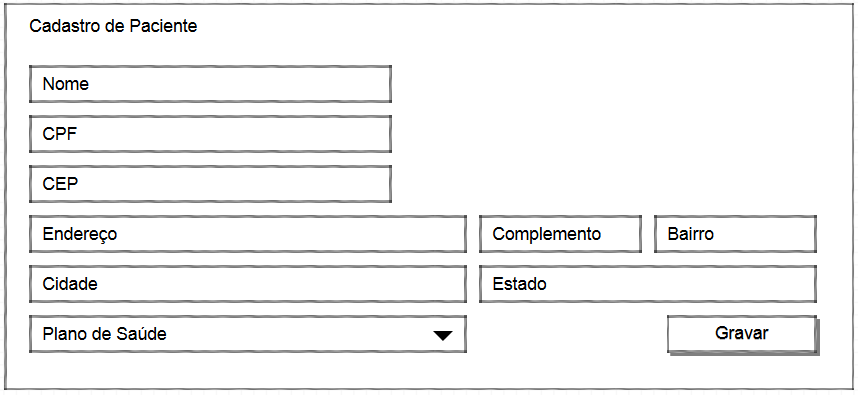 Cadastro de Paciente
Nome
CPF
CEP
Endereço Complemento Bairro
Cidade Estado
Plano de Saúde Gravar